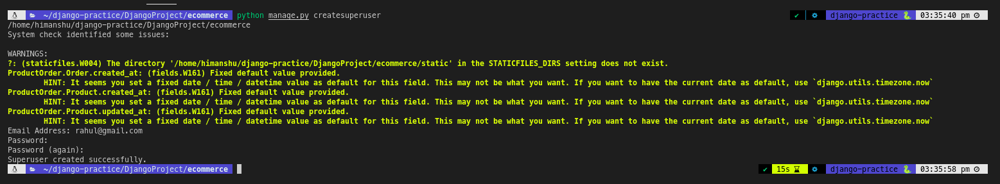 ~/django-practice/DjangoProject/ecommerce python manage.py createsuperuser ✔ django-practice 🐍 03:35:40 pm
/home/himanshu/django-practice/DjangoProject/ecommerce
System check identified some issues:
WARNINGS:
?: (staticfiles.W004) The directory '/home/himanshu/django-practice/DjangoProject/ecommerce/static' in the STATICFILES_DIRS setting does not exist.
ProductOrder.Order.created_at: (fields.W161) Fixed default value provided.
HINT: It seems you set a fixed date / time / datetime value as default for this field. This may not be what you want. If you want to have the current date as default, use `django.utils.timezone.now`
ProductOrder.Product.created_at: (fields.W161) Fixed default value provided.
HINT: It seems you set a fixed date / time / datetime value as default for this field. This may not be what you want. If you want to have the current date as default, use `django.utils.timezone.now`
ProductOrder.Product.updated_at: (fields.W161) Fixed default value provided.
HINT: It seems you set a fixed date / time / datetime value as default for this field. This may not be what you want. If you want to have the current date as default, use `django.utils.timezone.now`
Email Address: rahul@gmail.com
Password:
Password (again):
Superuser created successfully.
~/django-practice/DjangoProject/ecommerce ✔ 15s django-practice 🐍 03:35:58 pm